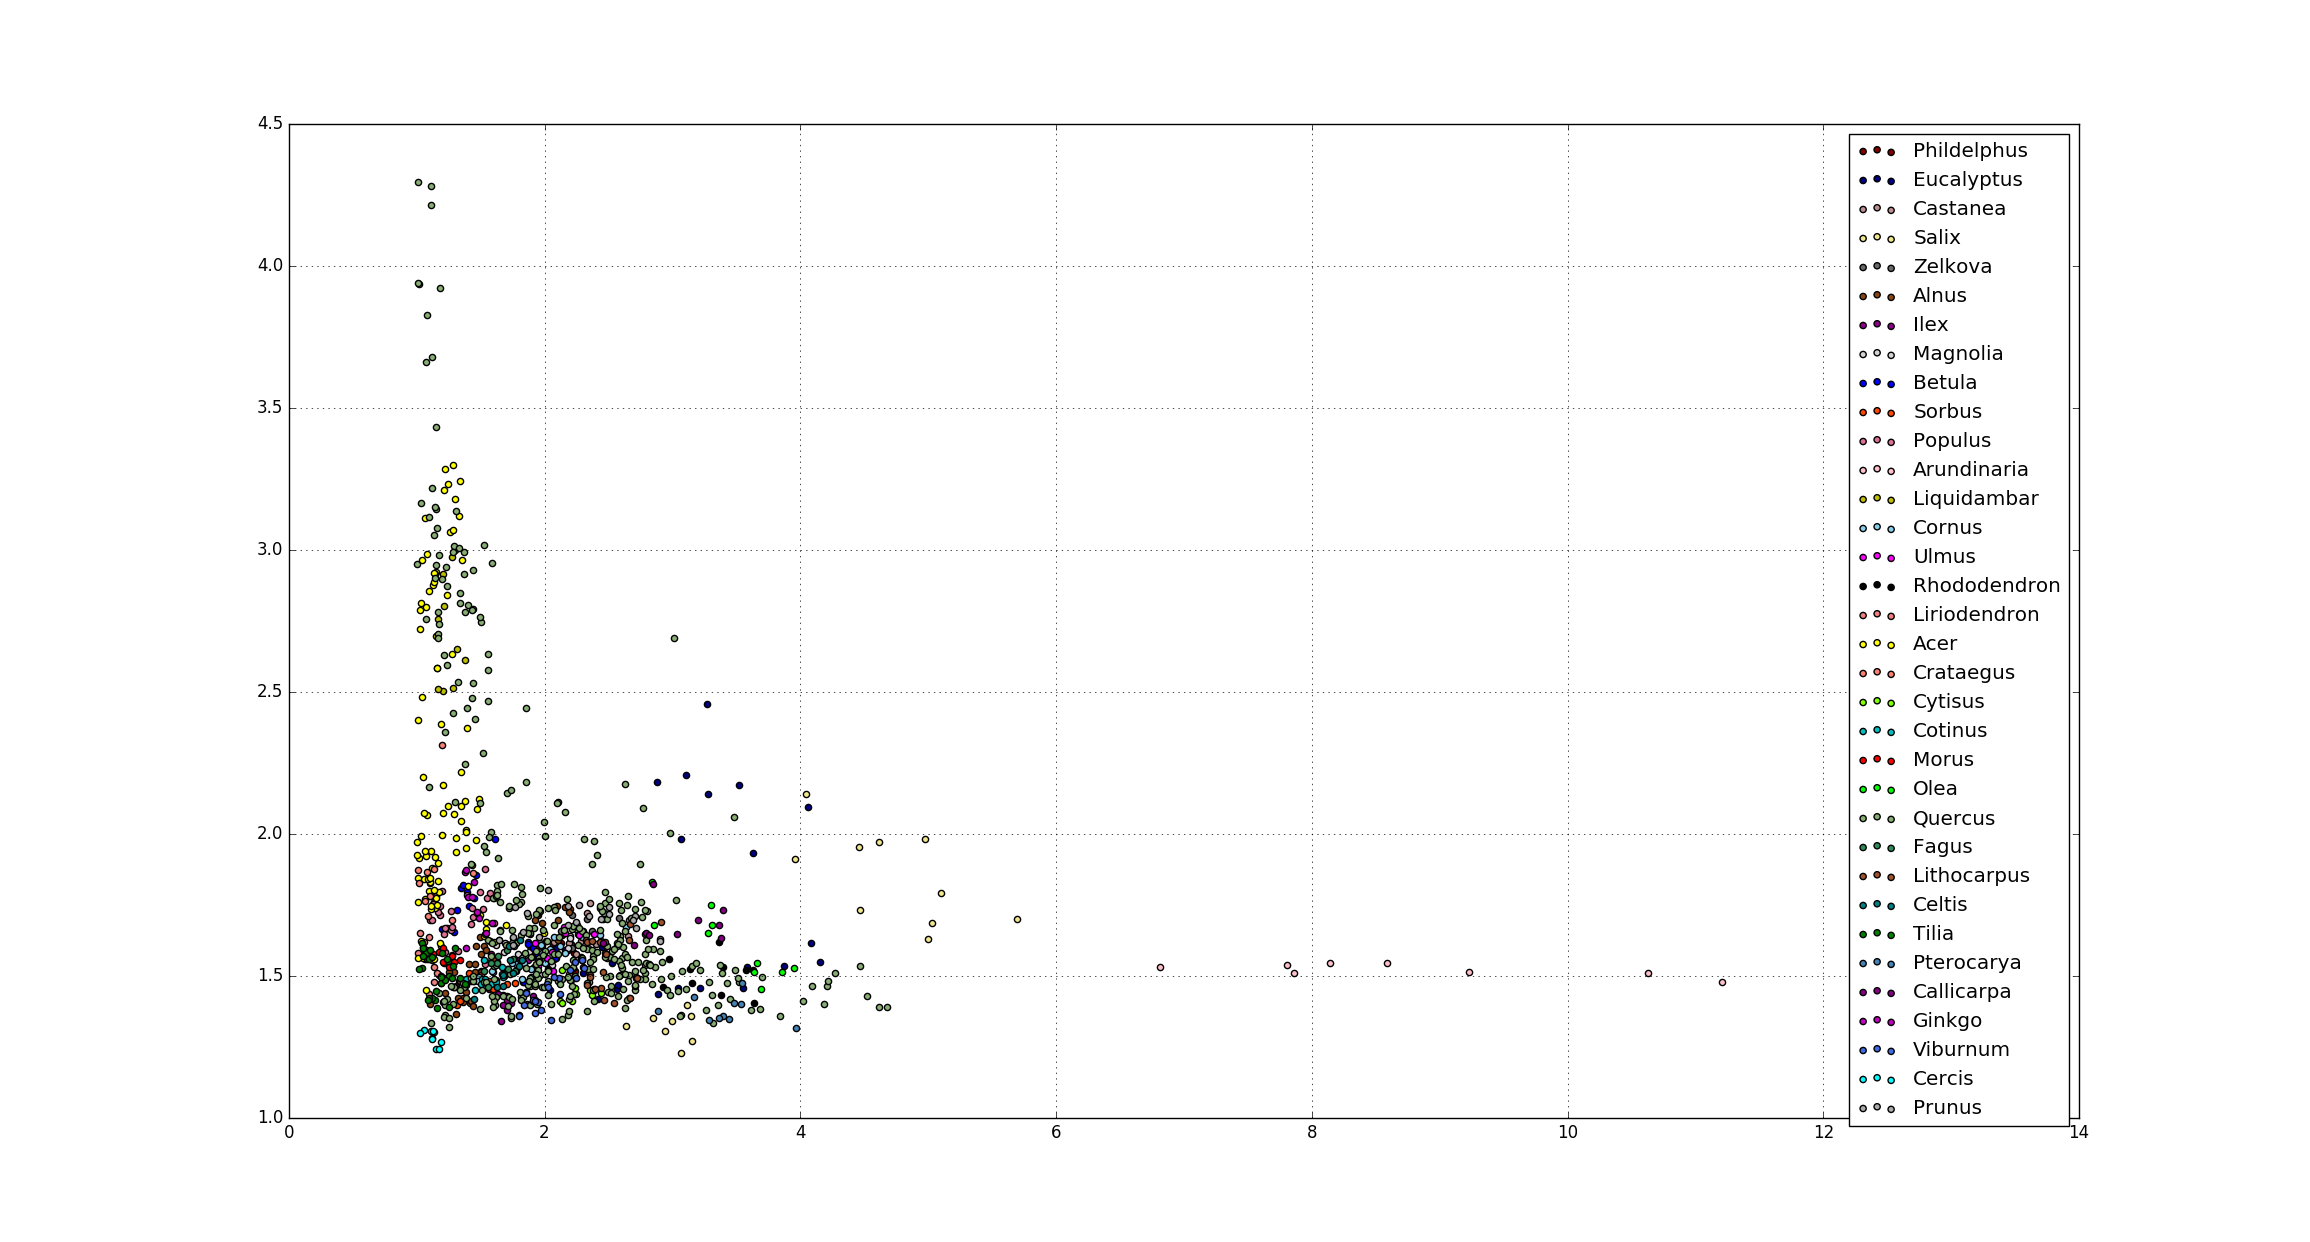 4.5
4.0
3.5
3.0
2.5
2.0
1.5
1.0
0 2 4 6 8 10 12 14
Phildelphus
Eucalyptus
Castanea
Salix
Zelkova
Alnus
Ilex
Magnolia
Betula
Sorbus
Populus
Arundinaria
Liquidambar
Cornus
Ulmus
Rhododendron
Liriodendron
Acer
Crataegus
Cytisus
Cotinus
Morus
Olea
Quercus
Fagus
Lithocarpus
Celtis
Tilia
Pterocarya
Callicarpa
Ginkgo
Viburnum
Cercis
Prunus